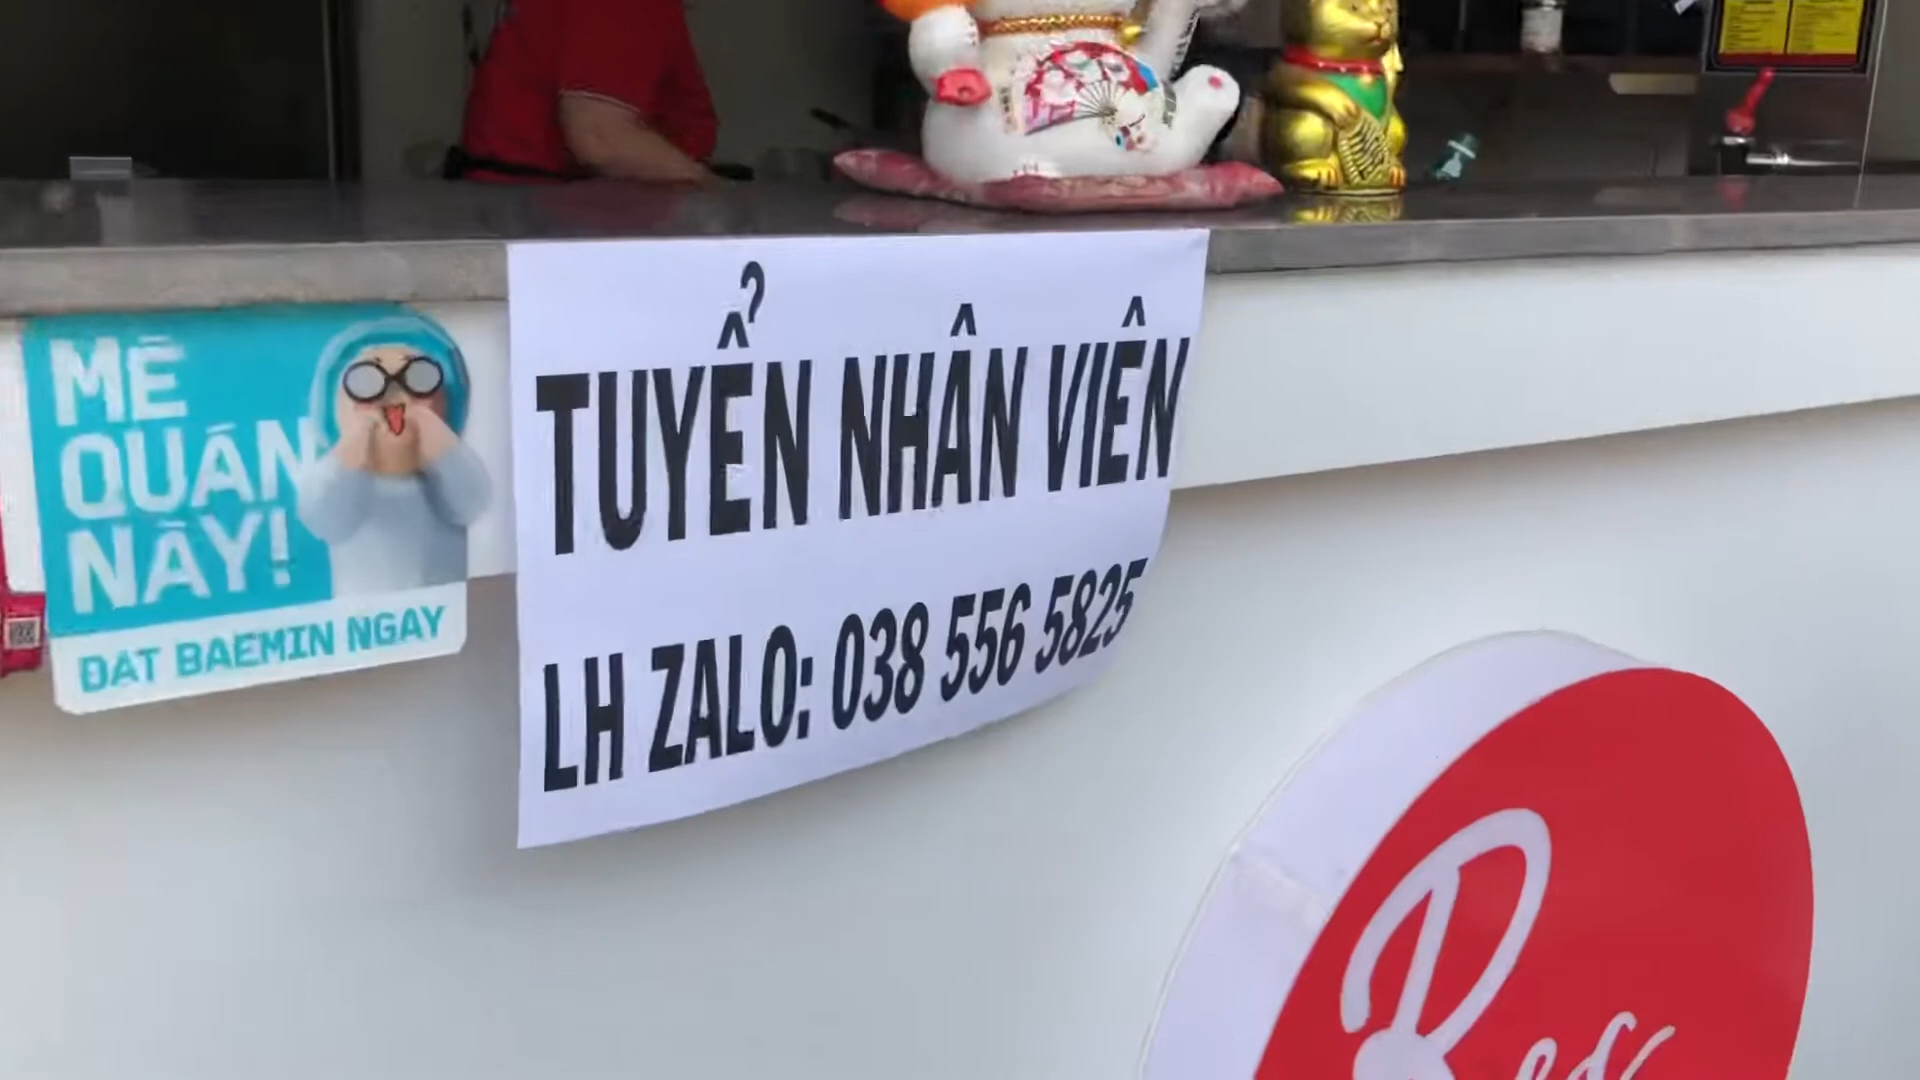 MÊ
QUÁN
NÀY!
ĐẶT BAEMIN NGAY
TUYỂN NHÂN VIÊN
LH ZALO: 038 556 5825